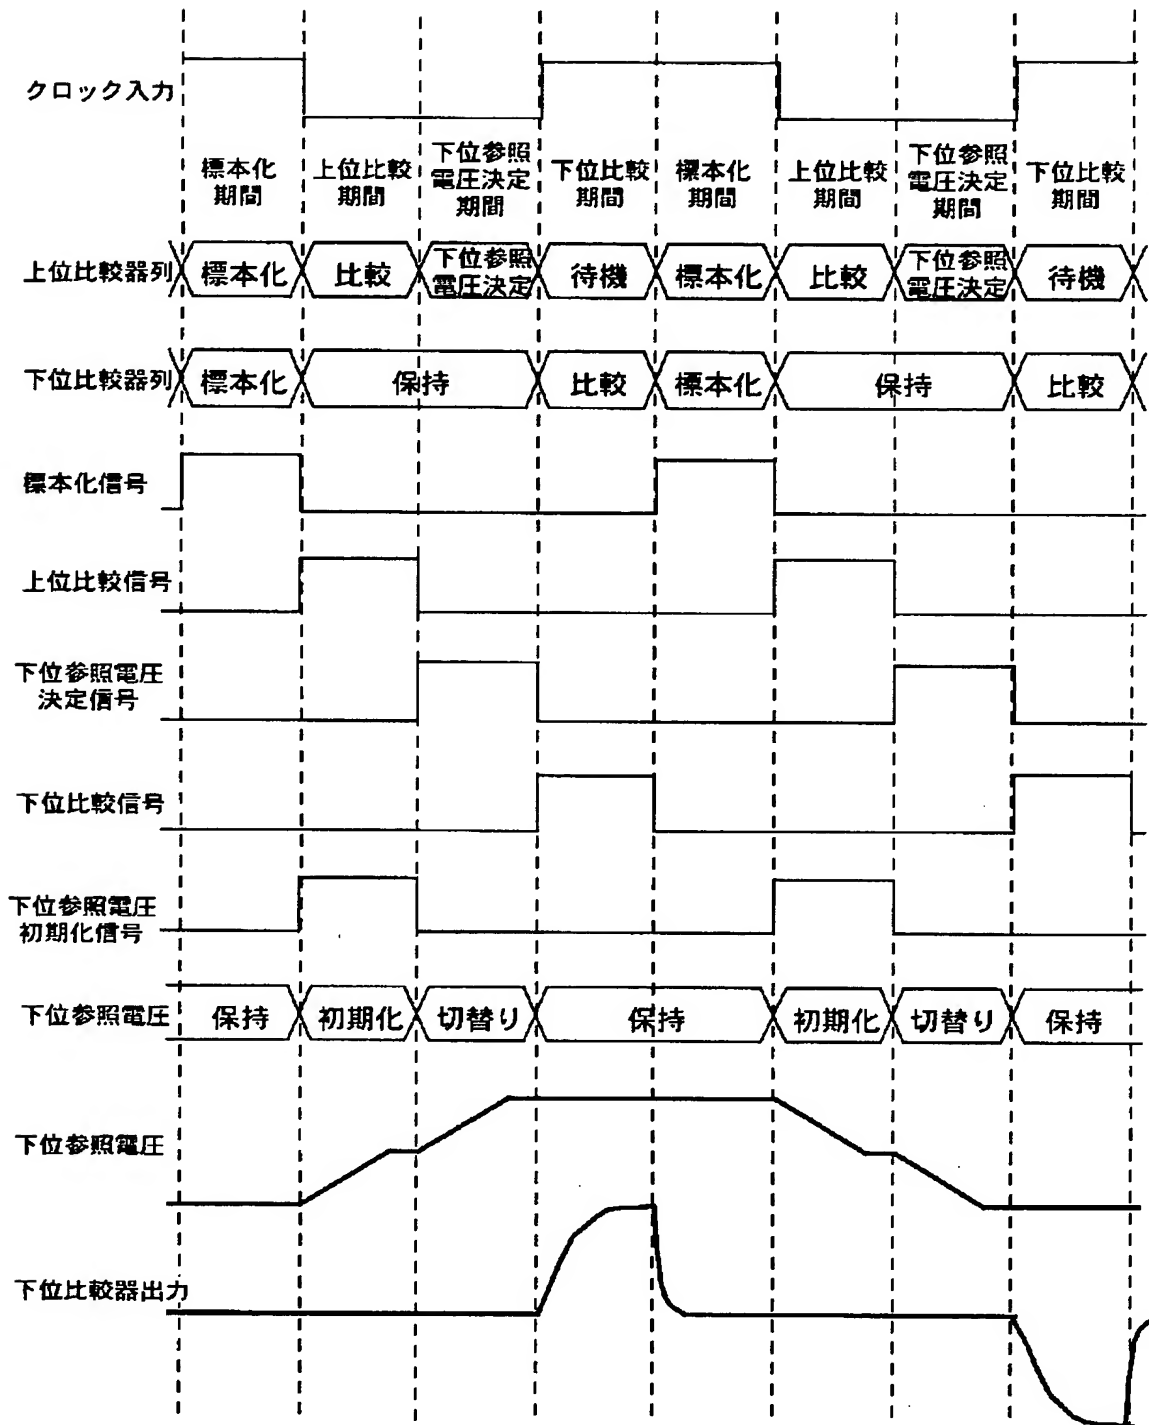 クロック入力
標本化
期間
上位比較
期間
下位参照
電圧決定
期間
下位比較
期間
標本化
期間
上位比較
期間
下位参照
電圧決定
期間
下位比較
期間
上位比較器列
標本化
比較
下位参照
電圧決定
待機
標本化
比較
下位参照
電圧決定
待機
下位比較器列
標本化
保持
比較
標本化
保持
比較
標本化信号
上位比較信号
下位参照電圧
決定信号
下位比較信号
下位参照電圧
初期化信号
下位参照電圧
保持
初期化
切替り
保持
初期化
切替り
保持
下位参照電圧
下位比較器出力